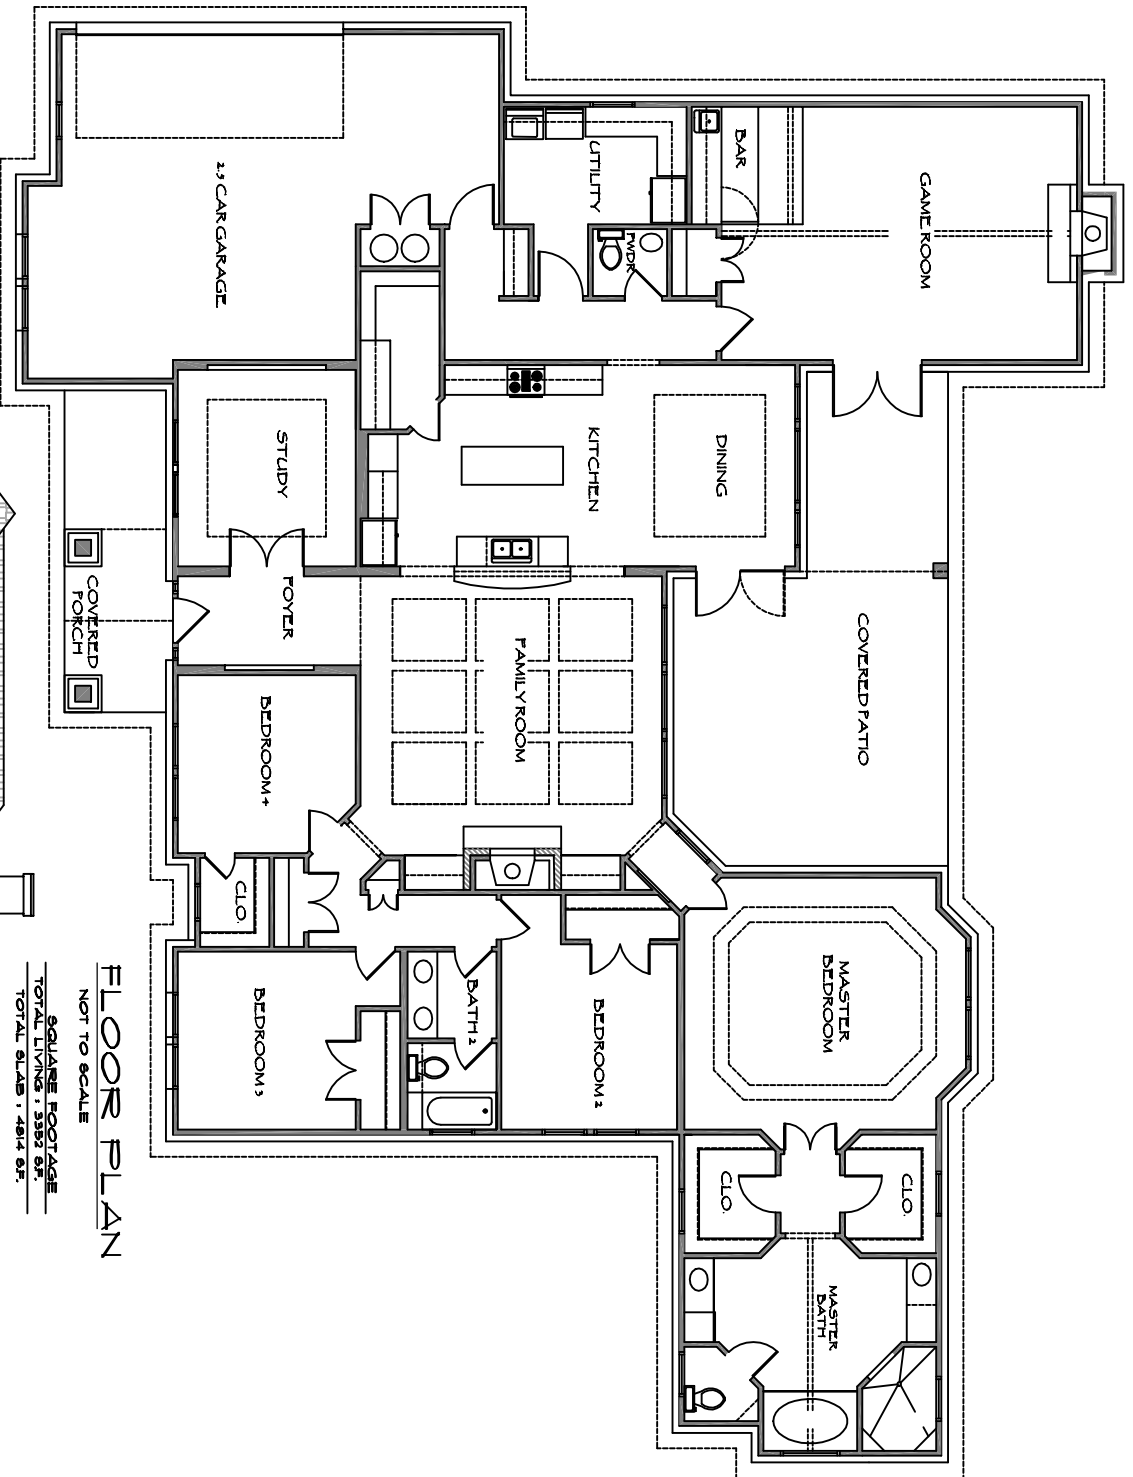 GAME ROOM
BAR
UTILITY
PWDR
2.5 CAR GARAGE
DINING
KITCHEN
STUDY
COVERED PATIO
FAMILY ROOM
FOYER
COVERED
PORCH
BEDROOM 4
CLO.
MASTER
BEDROOM
BEDROOM 2
BATH 2
BEDROOM 3
CLO.
CLO.
MASTER
BATH
FLOOR PLAN
NOT TO SCALE
SQUARE FOOTAGE
TOTAL LIVING : 3352 S.F.
TOTAL SLAB : 4814 S.F.